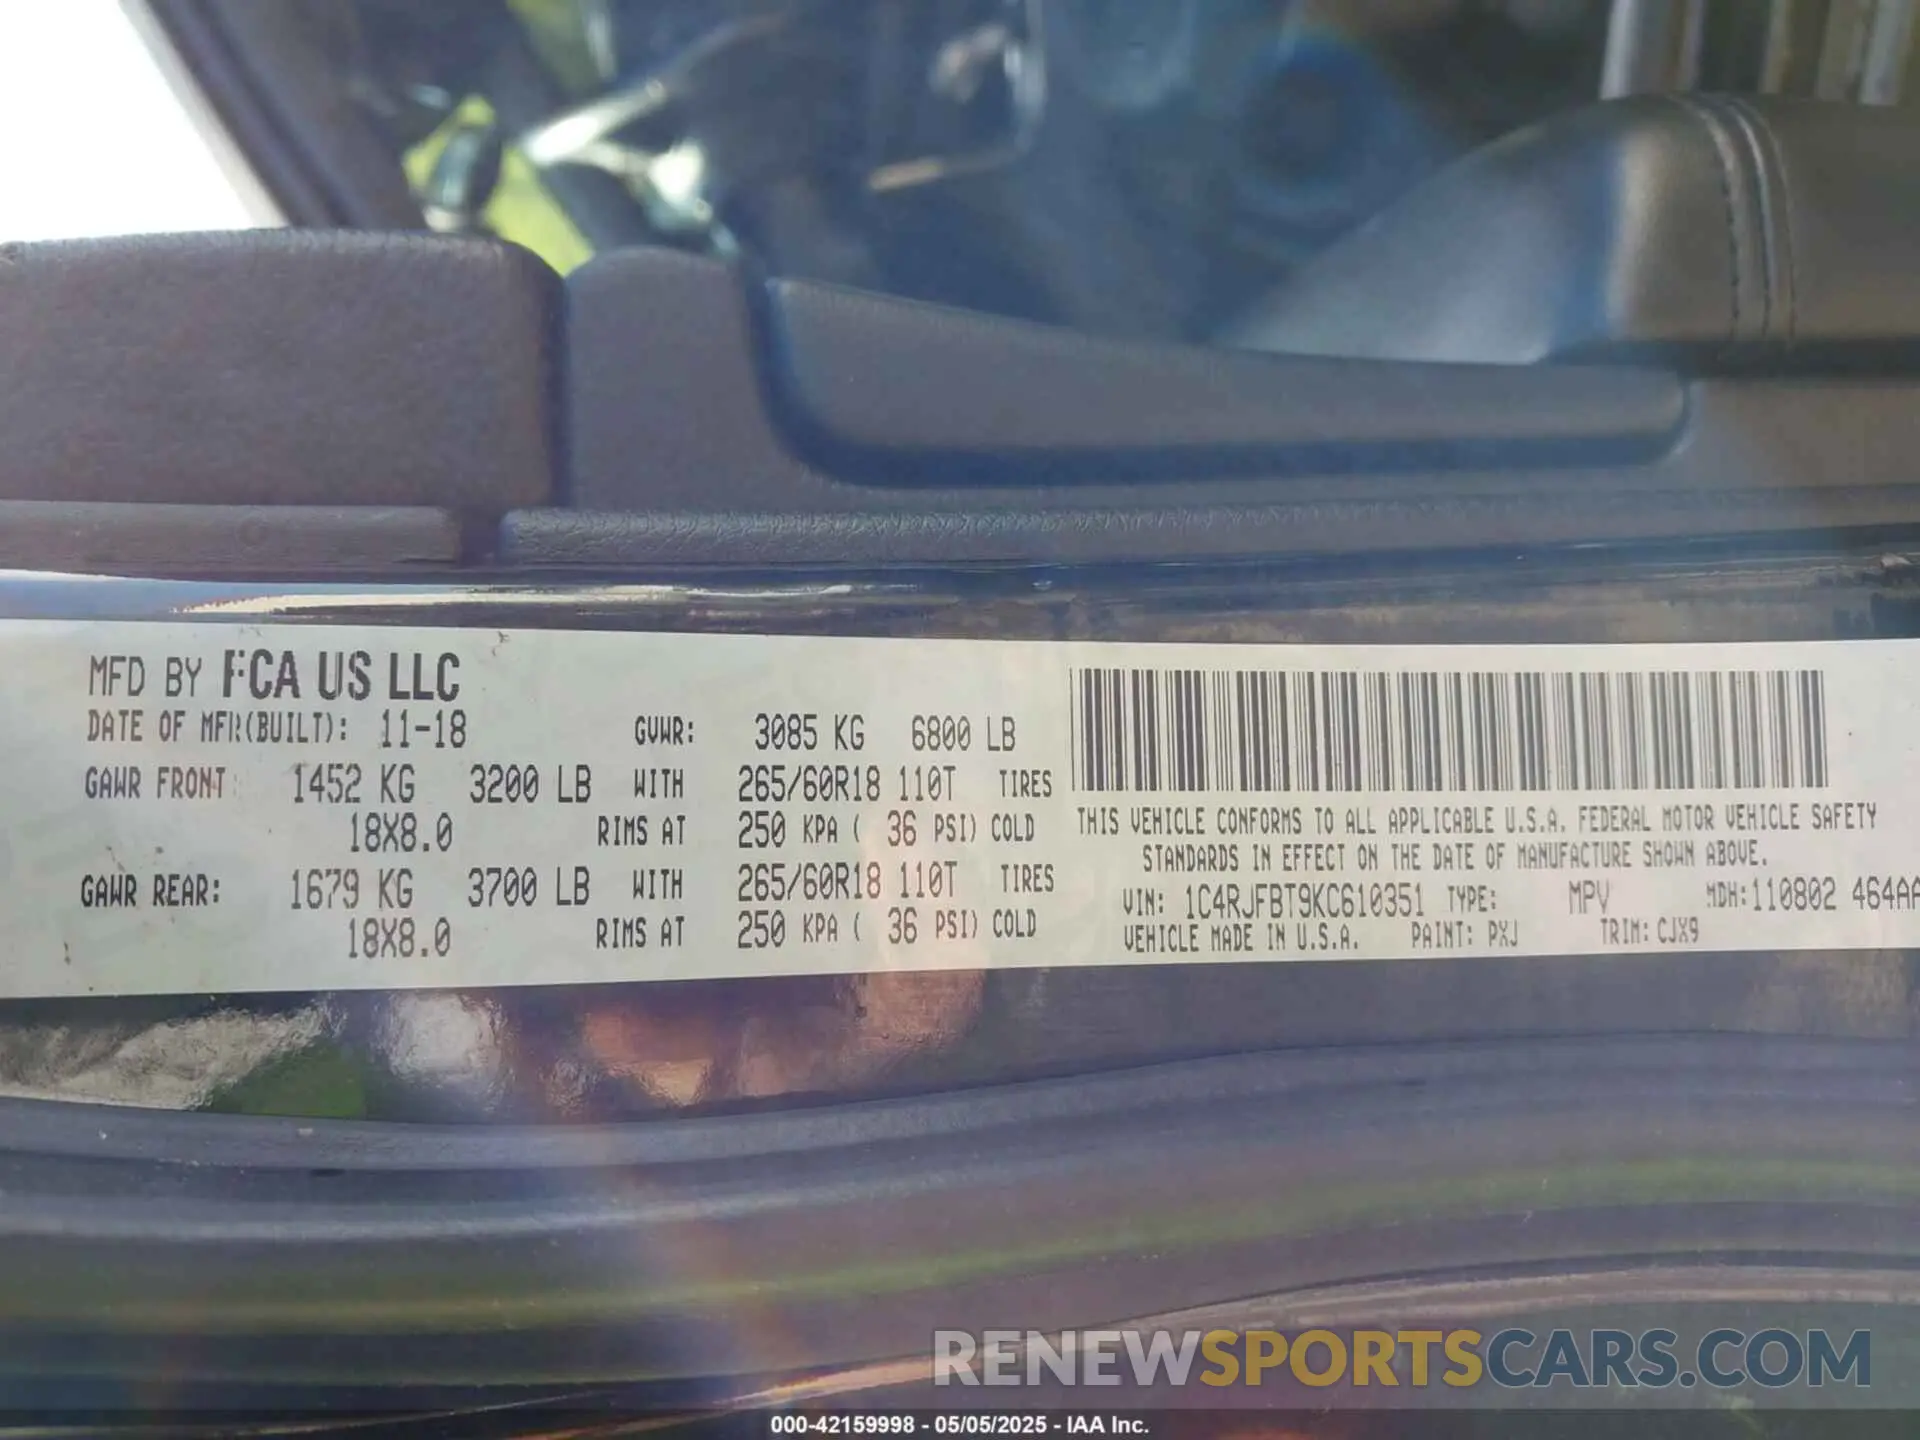 MFD BY FCA US LLC
DATE OF MFR(BUILT): 11-18 GVWR: 3085 KG 6800 LB
GAWR FRONT: 1452 KG 3200 LB WITH 265/60R18 110T TIRES
18X8.0 RIMS AT 250 KPA ( 36 PSI) COLD
GAWR REAR: 1679 KG 3700 LB WITH 265/60R18 110T TIRES
18X8.0 RIMS AT 250 KPA ( 36 PSI) COLD
THIS VEHICLE CONFORMS TO ALL APPLICABLE U.S.A. FEDERAL MOTOR VEHICLE SAFETY
STANDARDS IN EFFECT ON THE DATE OF MANUFACTURE SHOWN ABOVE.
VIN: 1C4RJFBT9KC610351 TYPE: MPV MDH:110802 464AA
VEHICLE MADE IN U.S.A. PAINT: PXJ TRIM: CJX9
RENEWSPORTSCARS.COM
000-42159998 - 05/05/2025 - IAA Inc.